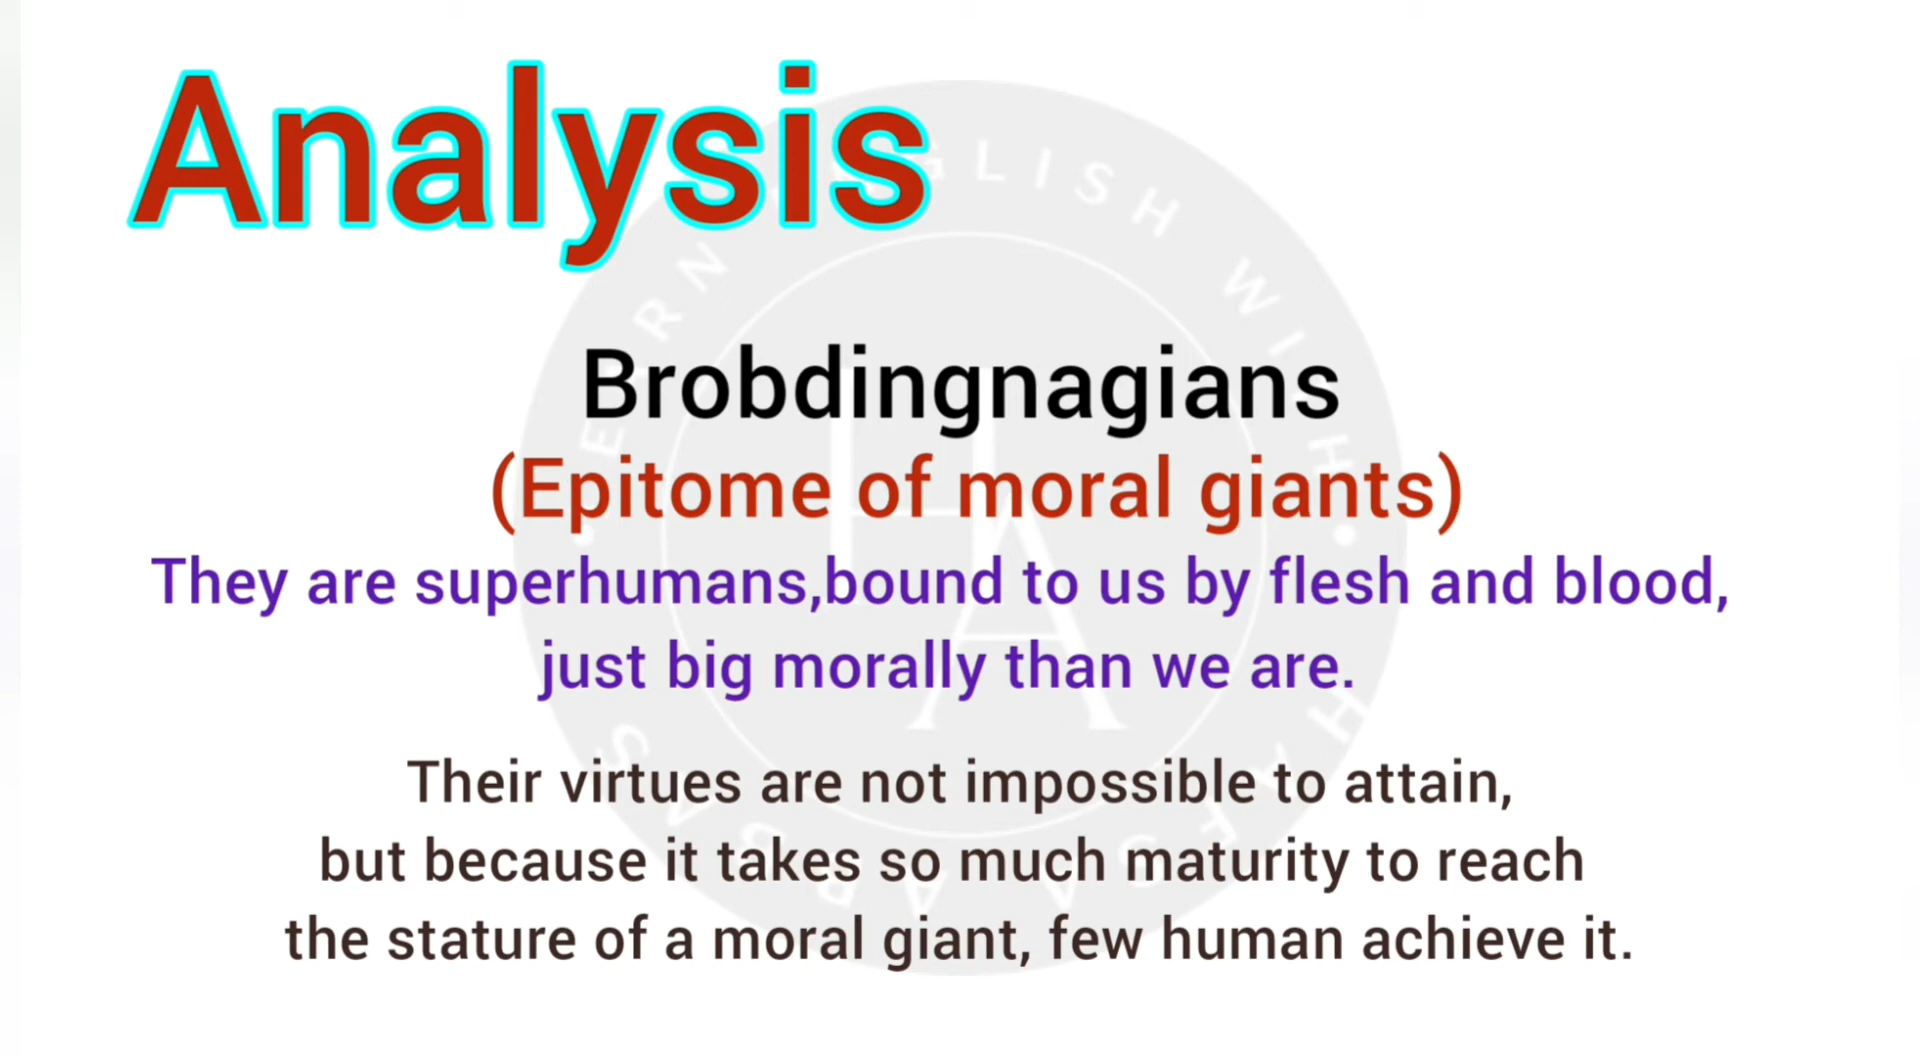 Analysis
Brobdingnagians
(Epitome of moral giants)
They are superhumans,bound to us by flesh and blood,
just big morally than we are.
Their virtues are not impossible to attain,
but because it takes so much maturity to reach
the stature of a moral giant, few human achieve it.